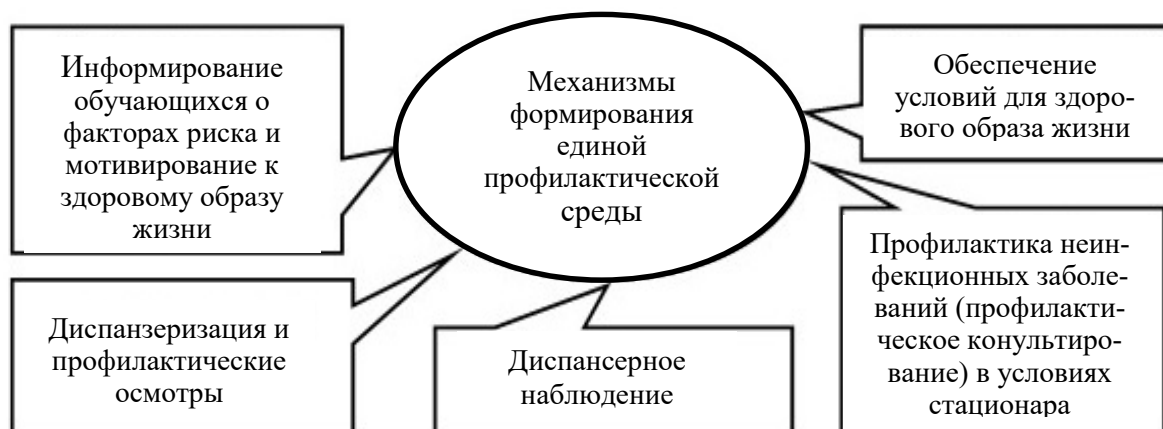 Информирование
обучающихся о
факторах риска и
мотивирование к
здоровому образу
жизни
Механизмы
формирования
единой
профилактической
среды
Обеспечение
условий для здоро-
вого образа жизни
Диспанзеризация и
профилактические
осмотры
Диспансерное
наблюдение
Профилактика неин-
фекционных заболе-
ваний (профилакти-
ческое конультиро-
вание) в условиях
стационара